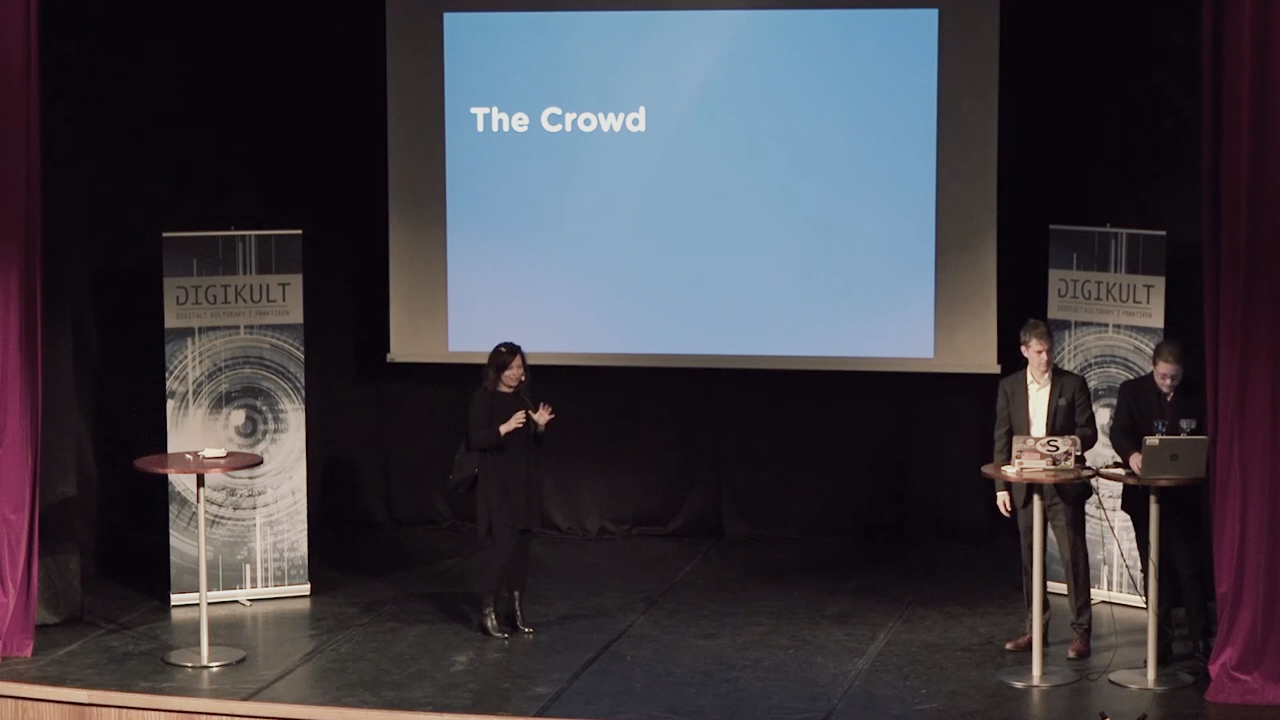 The Crowd
DIGIKULT
DIGITALT KULTURARV I PRAKTIKEN
DIGIKULT
DIGITALT KULTURARV I PRAKTIKEN
S